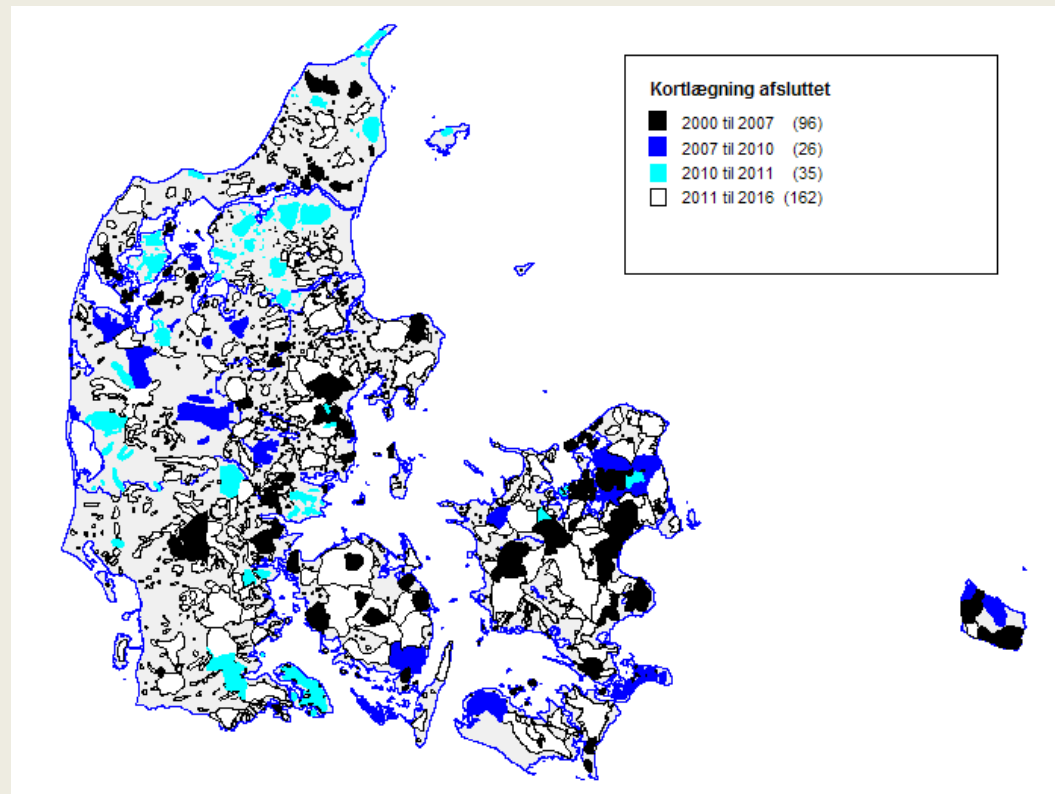 Kortlægning afsluttet
2000 til 2007 (96)
2007 til 2010 (26)
2010 til 2011 (35)
2011 til 2016 (162)